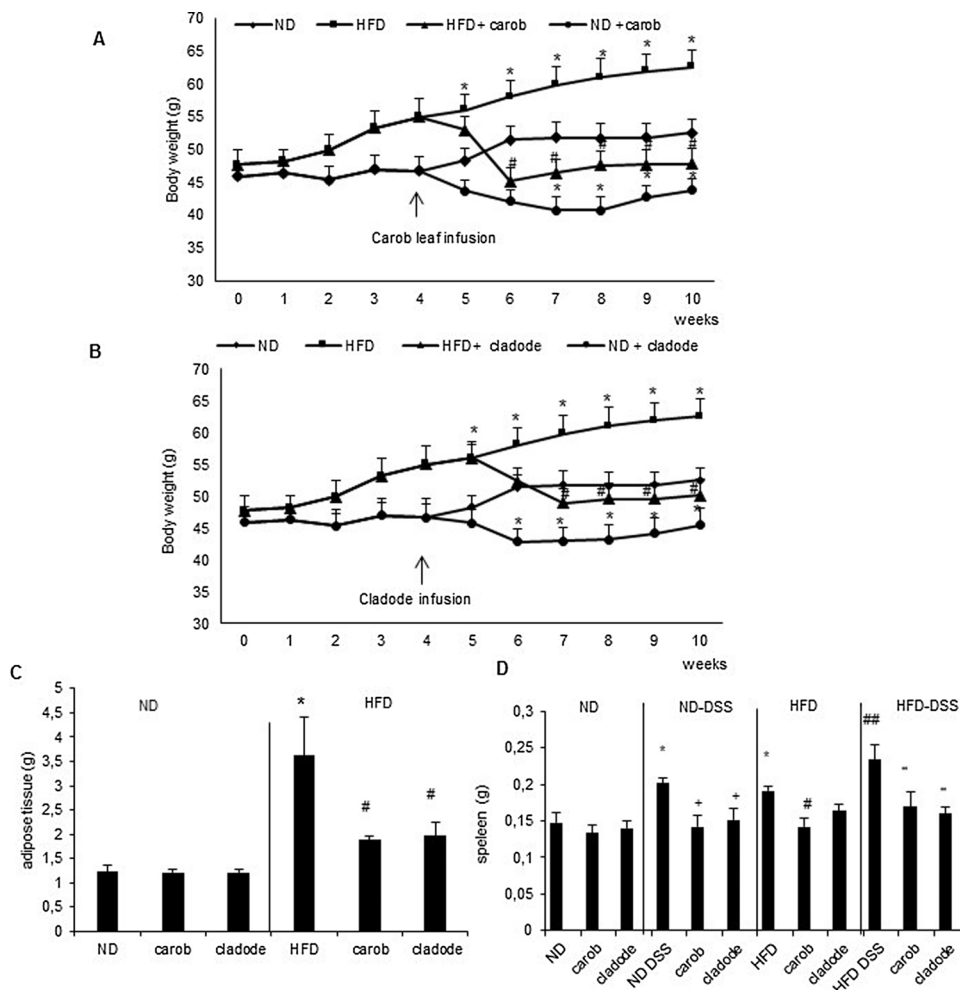 A
ND HFD HFD + carob ND + carob
Body weight (g)
70
65
60
55
50
45
40
35
30
* * * * * *
# # # # #
* * * *
Carob leaf infusion
0 1 2 3 4 5 6 7 8 9 10
weeks
B
ND HFD HFD + cladode ND + cladode
Body weight (g)
70
65
60
55
50
45
40
35
30
* * * * * *
# # # #
* * * * *
Cladode infusion
0 1 2 3 4 5 6 7 8 9 10
weeks
C
adipose tissue (g)
5
4,5
4
3,5
3
2,5
2
1,5
1
0,5
0
ND HFD
* # #
ND carob cladode HFD carob cladode
D
speleen (g)
0,3
0,25
0,2
0,15
0,1
0,05
0
ND ND-DSS HFD HFD-DSS
* + + * # ##
ND carob cladode ND DSS carob cladode HFD carob cladode HFD DSS carob cladode